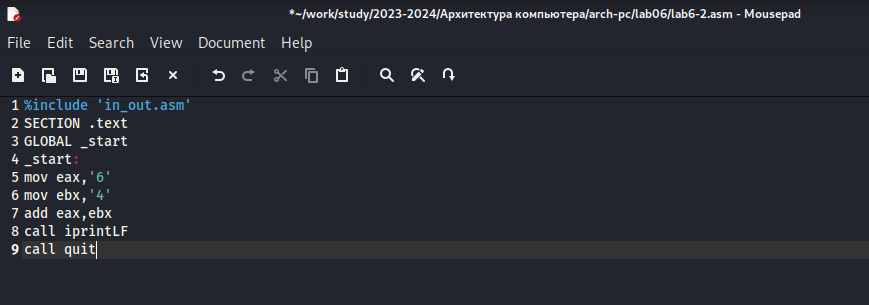 *~/work/study/2023-2024/Архитектура компьютера/arch-pc/lab06/lab6-2.asm - Mousepad
File Edit Search View Document Help
1 %include 'in_out.asm'
2 SECTION .text
3 GLOBAL _start
4 _start:
5 mov eax,'6'
6 mov ebx,'4'
7 add eax,ebx
8 call iprintLF
9 call quit